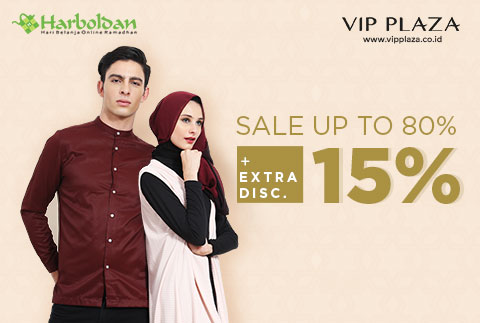 Harboldan
Hari Belanja Online Ramadhan
VIP PLAZA
www.vipplaza.co.id
SALE UP TO 80%
+
EXTRA
DISC.
15%